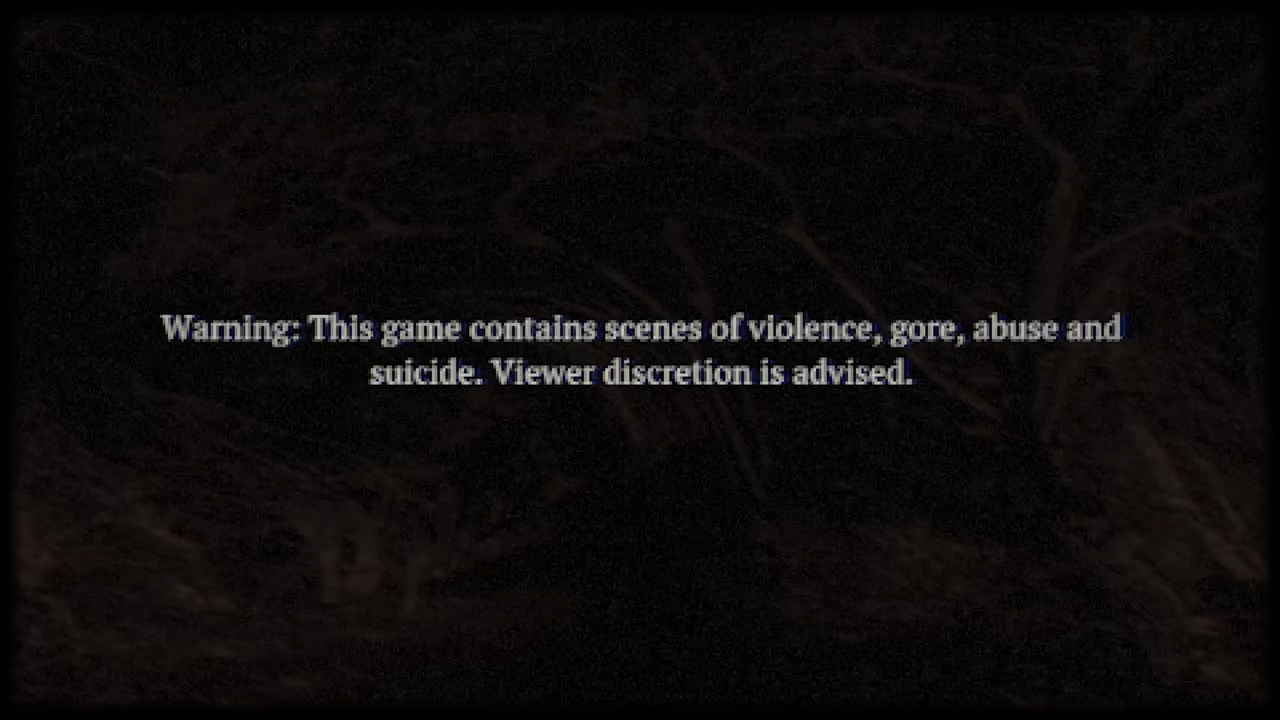 Warning: This game contains scenes of violence, gore, abuse and
suicide. Viewer discretion is advised.